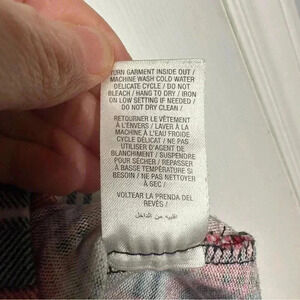 TURN GARMENT INSIDE OUT /
MACHINE WASH COLD WATER
DELICATE CYCLE / DO NOT
BLEACH / HANG TO DRY / IRON
ON LOW SETTING IF NEEDED /
DO NOT DRY CLEAN /
RETOURNER LE VÊTEMENT
À L'ENVERS / LAVER À LA
MACHINE À L'EAU FROIDE
CYCLE DÉLICAT / NE PAS
UTILISER D'AGENT DE
BLANCHIMENT / SUSPENDRE
POUR SÉCHER / REPASSER
À BASSE TEMPÉRATURE SI
BESOIN / NE PAS NETTOYER
À SEC /
VOLTEAR LA PRENDA DEL
REVÉS /
اقلبيه من الداخل